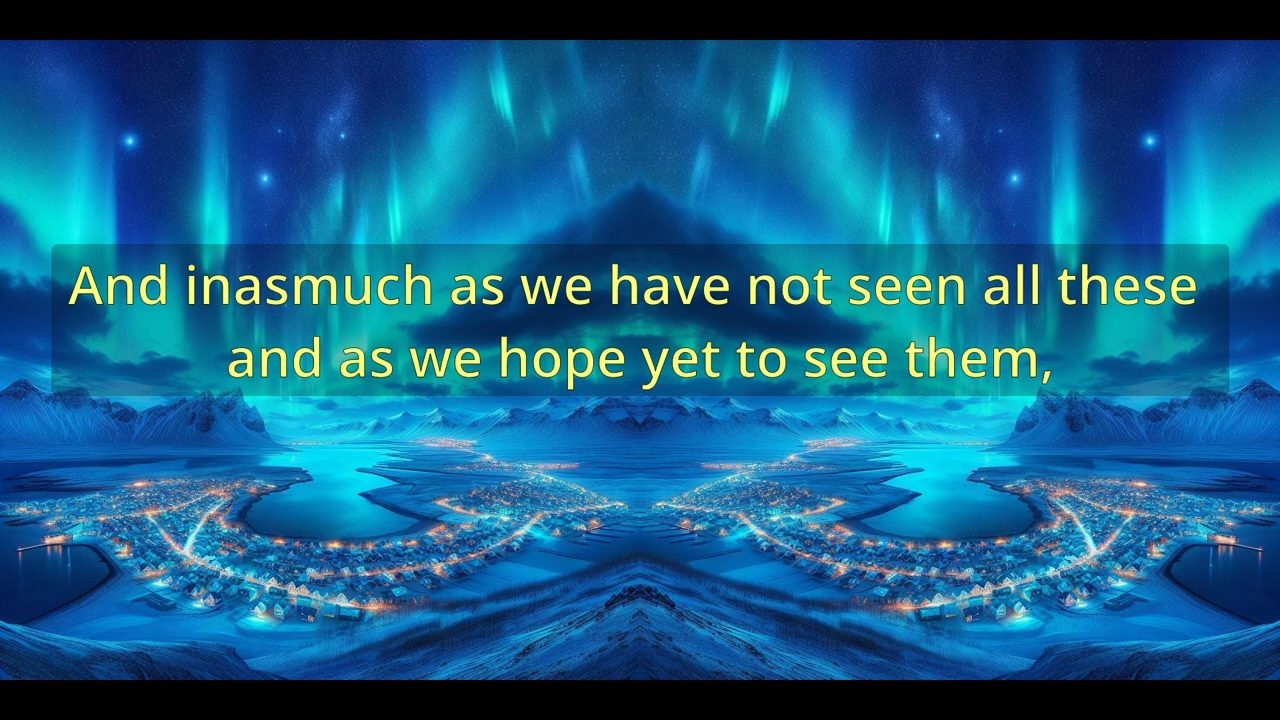 And inasmuch as we have not seen all these
and as we hope yet to see them,